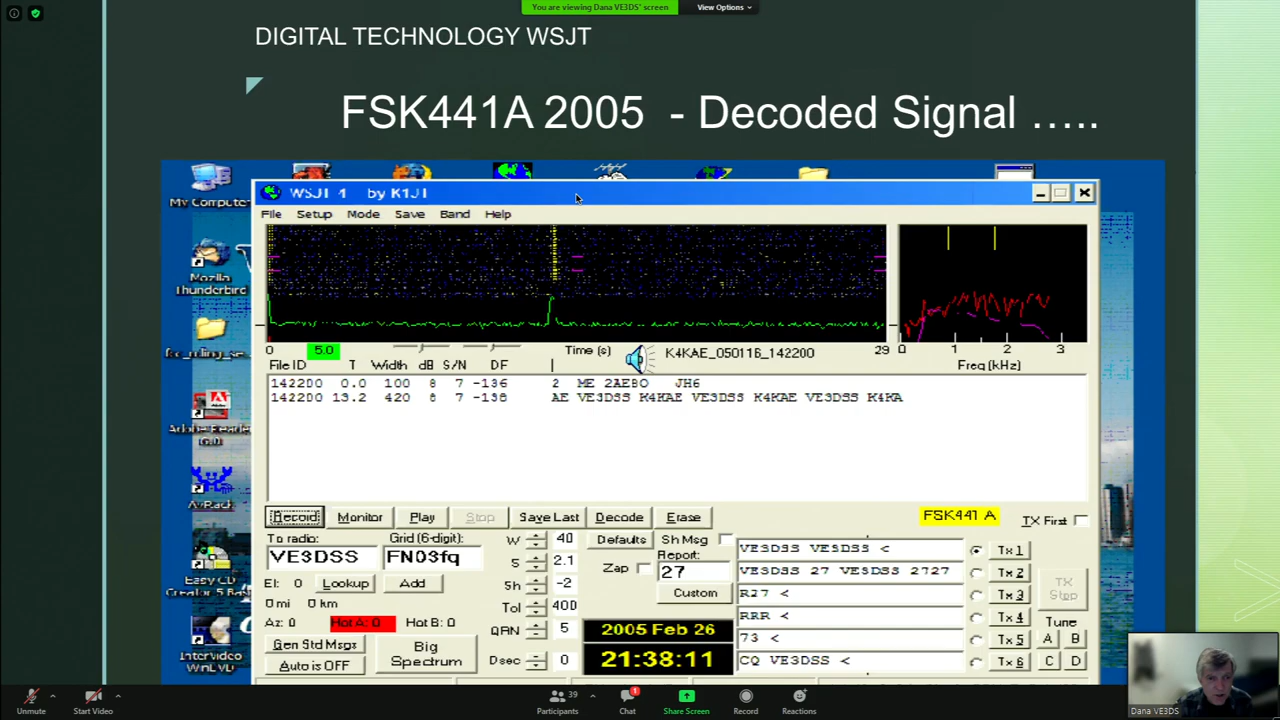 You are viewing Dana VE3DS' screen
View Options
DIGITAL TECHNOLOGY WSJT
FSK441A 2005 - Decoded Signal …..
My Computer
WSJT 4 by K1JT
File Setup Mode Save Band Help
Mozilla
Thunderbird
0 5.0 Time (s) K4KAE_050116_142200 29 0 1 2 3
File ID T Width dB S/N DF Freq (kHz)
142200 0.0 100 8 7 -136 2 ME 2AEBO JH6
142200 13.2 420 8 7 -138 AE VE3DSS K4KAE VE3DSS K4KAE VE3DSS K4KA
Adobe Reader
Record Monitor Play Stop Save Last Decode Erase FSK441 A TX First
To radio: Grid (6-digit) W 40 Defaults Sh Msg
VE3DSS FN03fq S 2.1 Zap Report: 27
El: 0 Lookup Add Sh -2 Custom
0 mi 0 km Tol 400
Az: 0 Hot A: 0 Hot B: 0 QRN 5 2005 Feb 26
Gen Std Msgs Big Spectrum Dsec 0 21:38:11
Auto is OFF
VE3DSS VE3DSS < Tx 1
VE3DSS 27 VE3DSS 2727 Tx 2
R27 < Tx 3
RRR < Tx 4
73 < Tx 5
CQ VE3DSS < Tx 6
TX Stop
Tune
A B
C D
Easy CD
InterVideo
WinDVD
Dana VE3DS
Unmute Start Video Participants 39 Chat 1 Share Screen Record Reactions